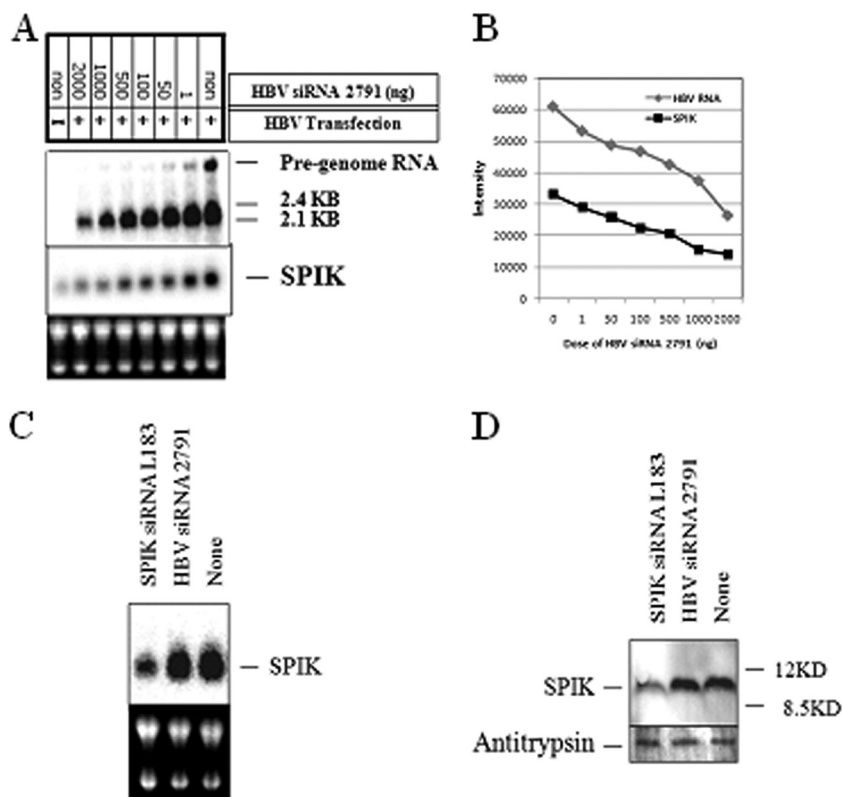 A
non 2000 1000 500 100 50 1 non
HBV siRNA 2791 (ng)
- + + + + + + +
HBV Transfection
Pre-genome RNA
2.4 KB
2.1 KB
SPIK
B
70000
60000
50000
40000
30000
20000
10000
0
Intensity
HBV RNA
SPIK
0 1 50 100 500 1000 2000
Dose of HBV siRNA 2791 (ng)
C
SPIK siRNA L183
HBV siRNA 2791
None
SPIK
D
SPIK siRNA L183
HBV siRNA 2791
None
SPIK
12KD
8.5KD
Antitrypsin